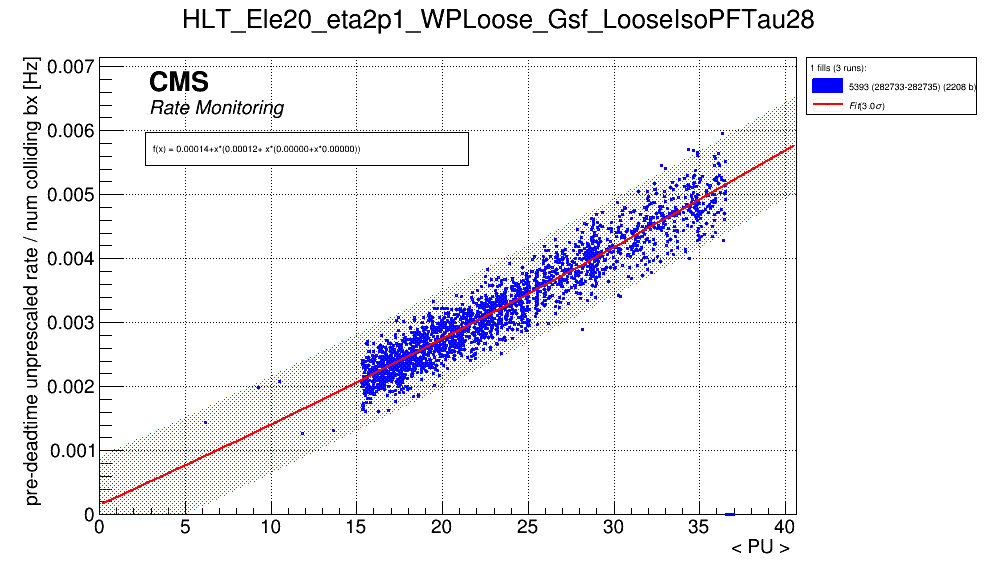 HLT_Ele20_eta2p1_WPLoose_Gsf_LooseIsoPFTau28
pre-deadtime unprescaled rate / num colliding bx [Hz]
0.007
0.006
0.005
0.004
0.003
0.002
0.001
0
CMS
Rate Monitoring
f(x) = 0.00014+x*(0.00012+ x*(0.00000+x*0.00000))
1 fills (3 runs):
5393 (282733-282735) (2208 b)
Fit(3.0σ)
0 5 10 15 20 25 30 35 40
< PU >